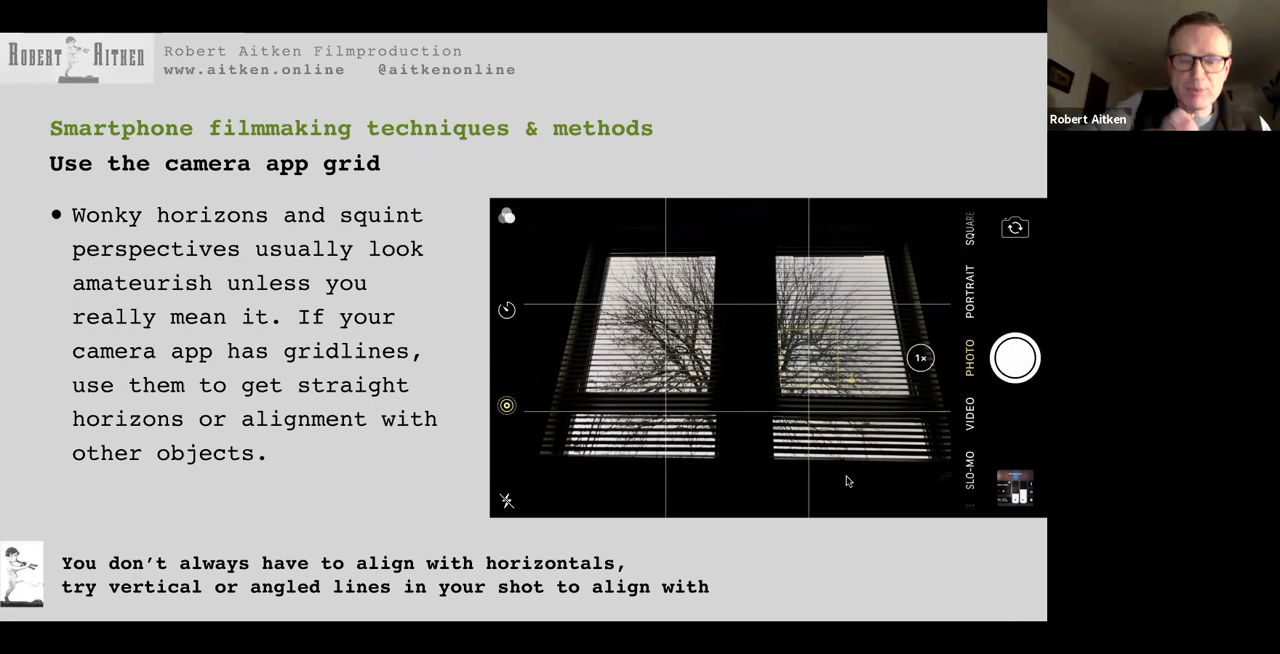 ROBERT AITKEN
Robert Aitken Filmproduction
www.aitken.online @aitkenonline
Smartphone filmmaking techniques & methods
Use the camera app grid
• Wonky horizons and squint
perspectives usually look
amateurish unless you
really mean it. If your
camera app has gridlines,
use them to get straight
horizons or alignment with
other objects.
SQUARE
PORTRAIT
PHOTO
VIDEO
SLO-MO
1×
You don’t always have to align with horizontals,
try vertical or angled lines in your shot to align with
Robert Aitken